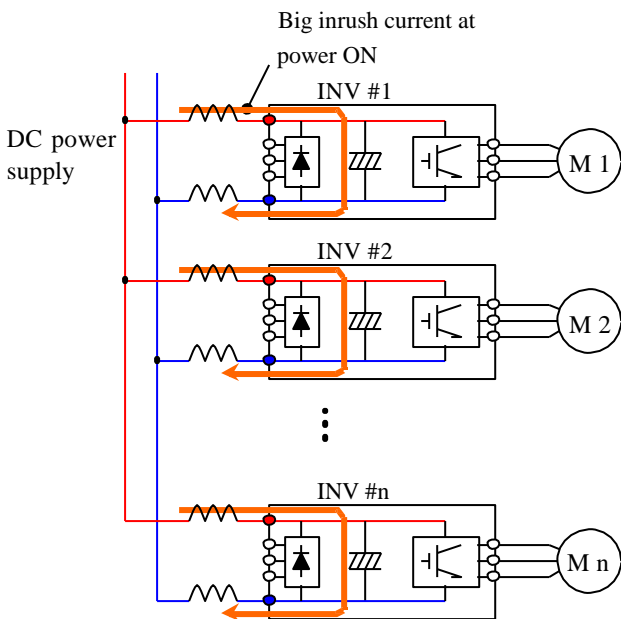 Big inrush current at
power ON
INV #1
DC power
supply
M 1
INV #2
M 2
INV #n
M n